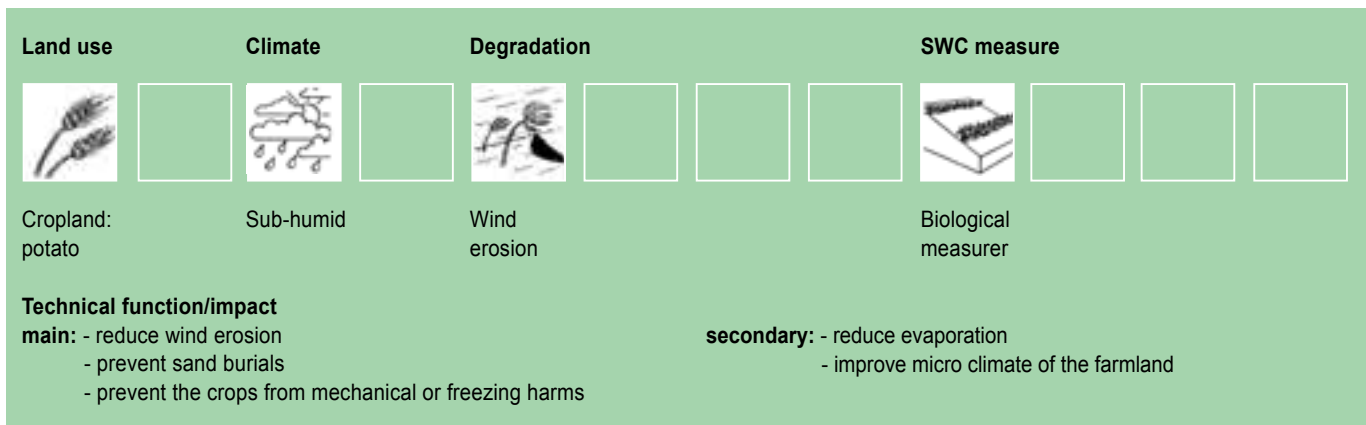 Land use Climate Degradation SWC measure
Cropland: Sub-humid Wind Biological
potato erosion measurer
Technical function/impact
main: - reduce wind erosion secondary: - reduce evaporation
- prevent sand burials - improve micro climate of the farmland
- prevent the crops from mechanical or freezing harms